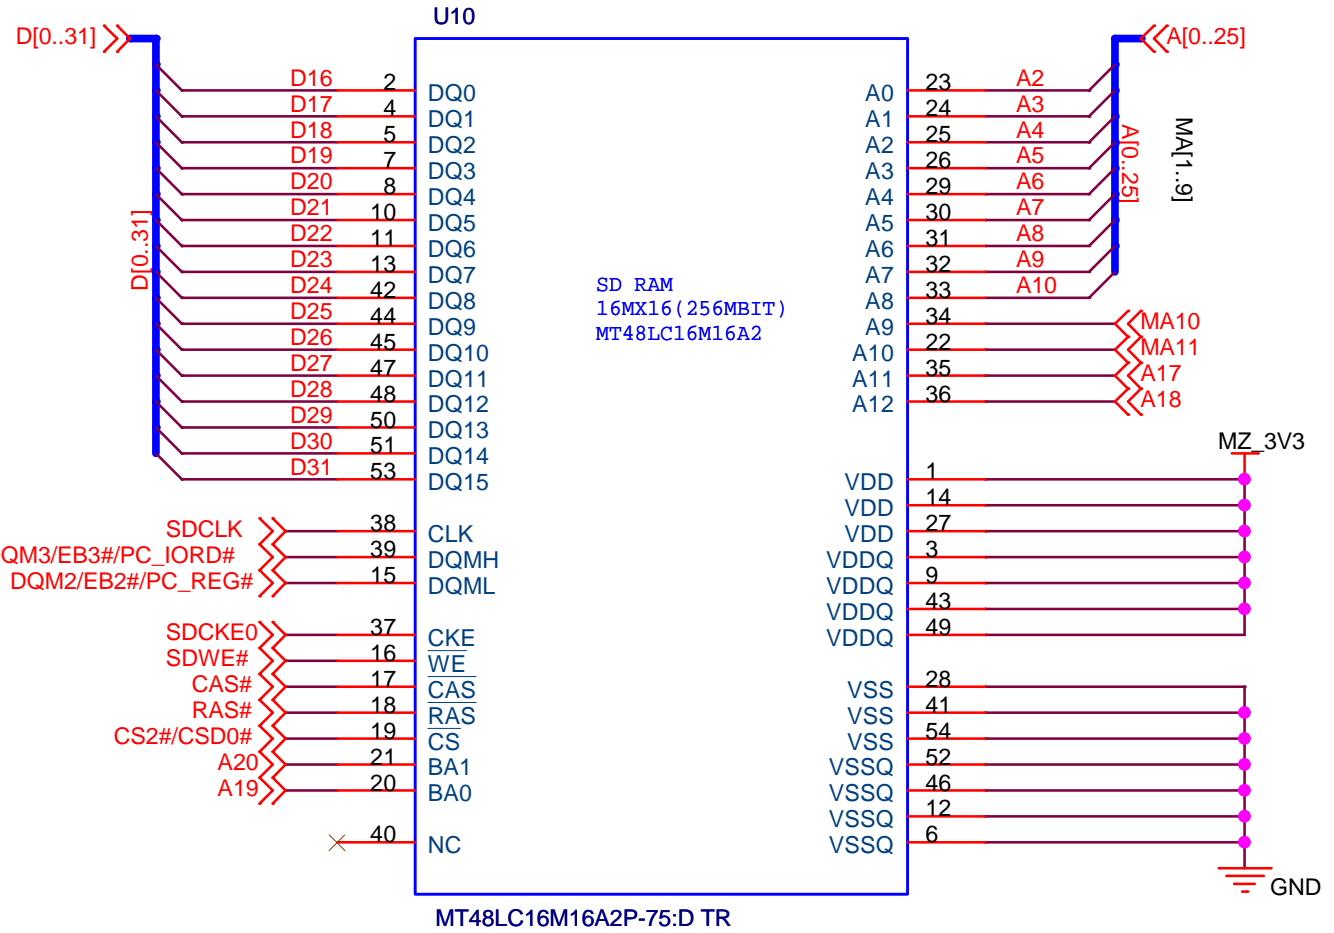 U10
D[0..31]
A[0..25]
D16 2 DQ0
D17 4 DQ1
D18 5 DQ2
D19 7 DQ3
D20 8 DQ4
D21 10 DQ5
D22 11 DQ6
D23 13 DQ7
D24 42 DQ8
D25 44 DQ9
D26 45 DQ10
D27 47 DQ11
D28 48 DQ12
D29 50 DQ13
D30 51 DQ14
D31 53 DQ15
D[0..31]
SDCLK 38 CLK
QM3/EB3#/PC_IORD# 39 DQMH
DQM2/EB2#/PC_REG# 15 DQML
SDCKE0 37 CKE
SDWE# 16 WE
CAS# 17 CAS
RAS# 18 RAS
CS2#/CSD0# 19 CS
A20 21 BA1
A19 20 BA0
40 NC
SD RAM
16MX16(256MBIT)
MT48LC16M16A2
A0 23 A2
A1 24 A3
A2 25 A4
A3 26 A5
A4 29 A6
A5 30 A7
A6 31 A8
A7 32 A9
A8 33 A10
A9 34 MA10
A10 22 MA11
A11 35 A17
A12 36 A18
A[0..25]
MA[1..9]
MZ_3V3
VDD 1
VDD 14
VDD 27
VDDQ 3
VDDQ 9
VDDQ 43
VDDQ 49
VSS 28
VSS 41
VSS 54
VSSQ 52
VSSQ 46
VSSQ 12
VSSQ 6
GND
MT48LC16M16A2P-75:D TR